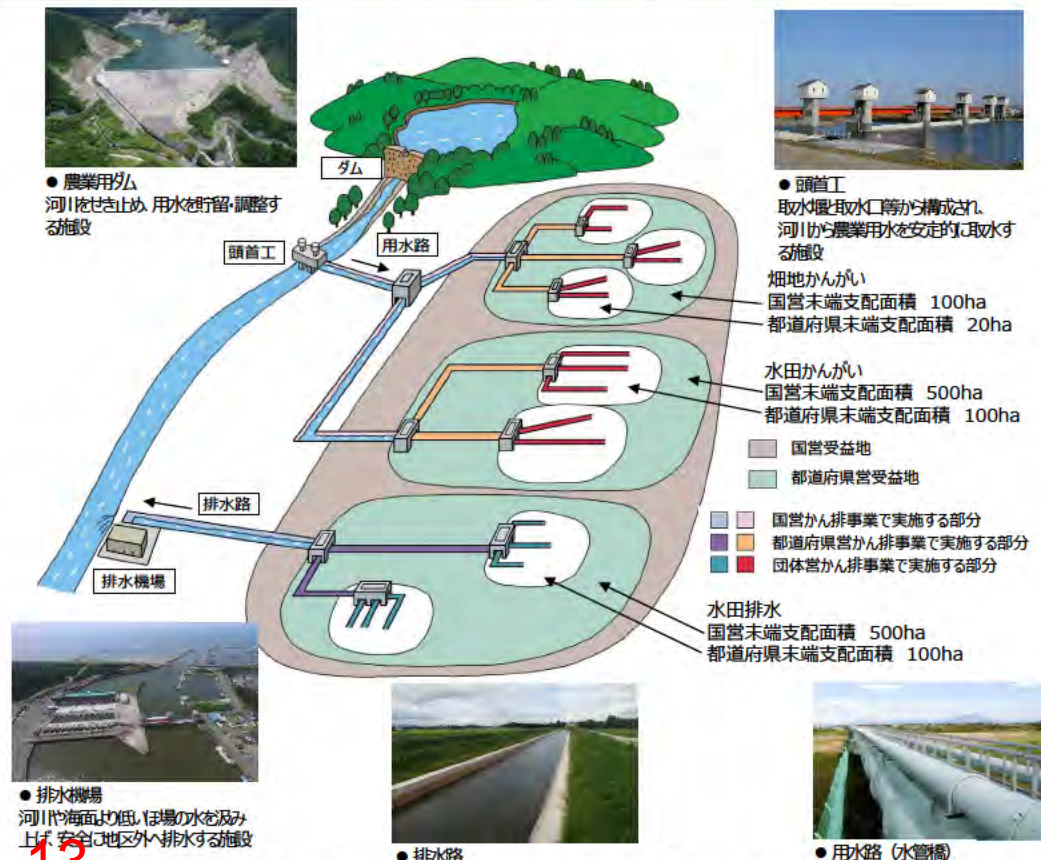 ● 農業用ダム
河川をせき止め、用水を貯留・調整す
る施設
ダム
頭首工
用水路
● 頭首工
取水堰と取水口等から構成され、
河川から農業用水を安定的に取水す
る施設
畑地かんがい
国営末端支配面積 100ha
都道府県末端支配面積 20ha
水田かんがい
国営末端支配面積 500ha
都道府県末端支配面積 100ha
国営受益地
都道府県営受益地
国営かん排事業で実施する部分
都道府県営かん排事業で実施する部分
団体営かん排事業で実施する部分
排水路
排水機場
水田排水
国営末端支配面積 500ha
都道府県末端支配面積 100ha
● 排水機場
河川や海面より低いほ場の水を汲み
上げ、安全に地区外へ排水する施設
12
● 排水路
● 用水路（水管橋）